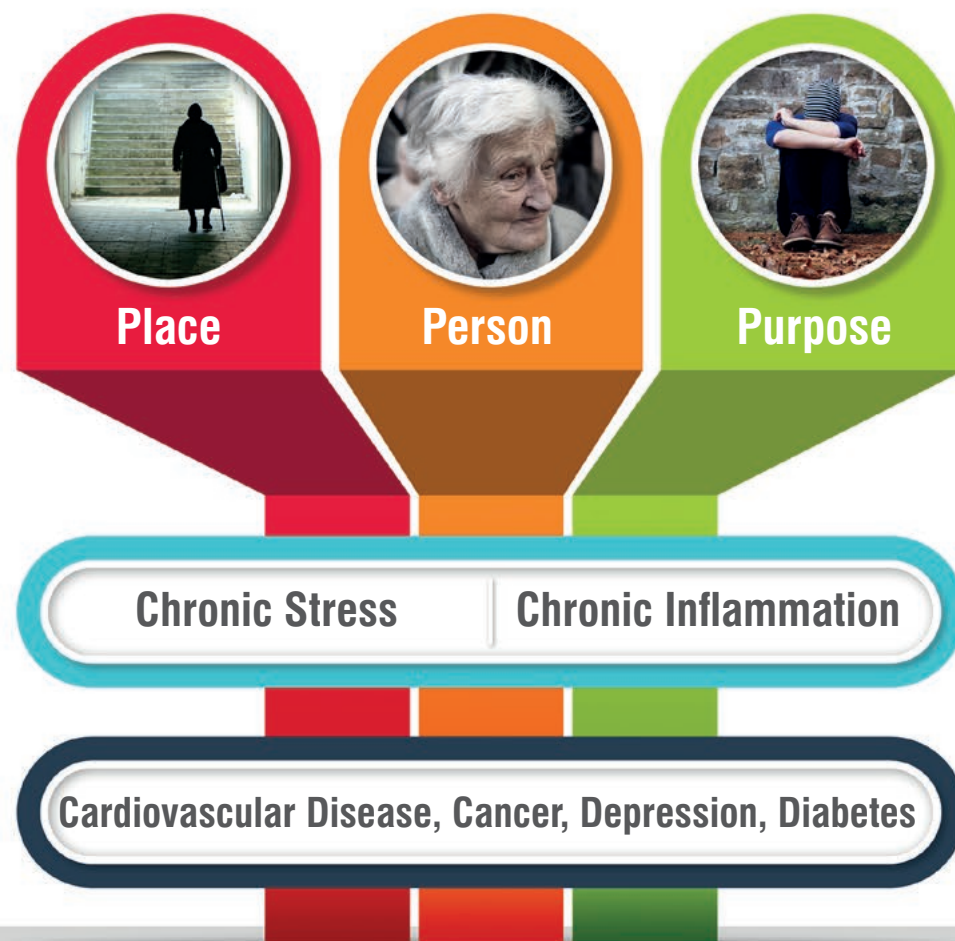 Place Person Purpose
Chronic Stress Chronic Inflammation
Cardiovascular Disease, Cancer, Depression, Diabetes